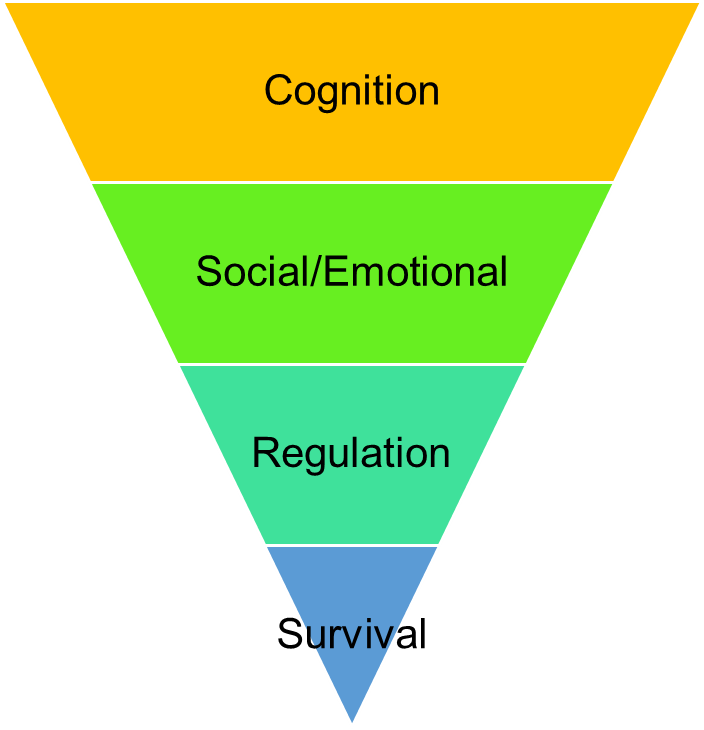 Cognition
Social/Emotional
Regulation
Survival